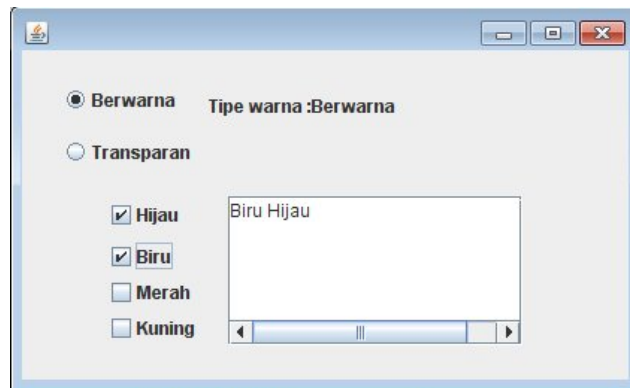 Berwarna
Tipe warna :Berwarna
Transparan
Hijau
Biru Hijau
Biru
Merah
Kuning